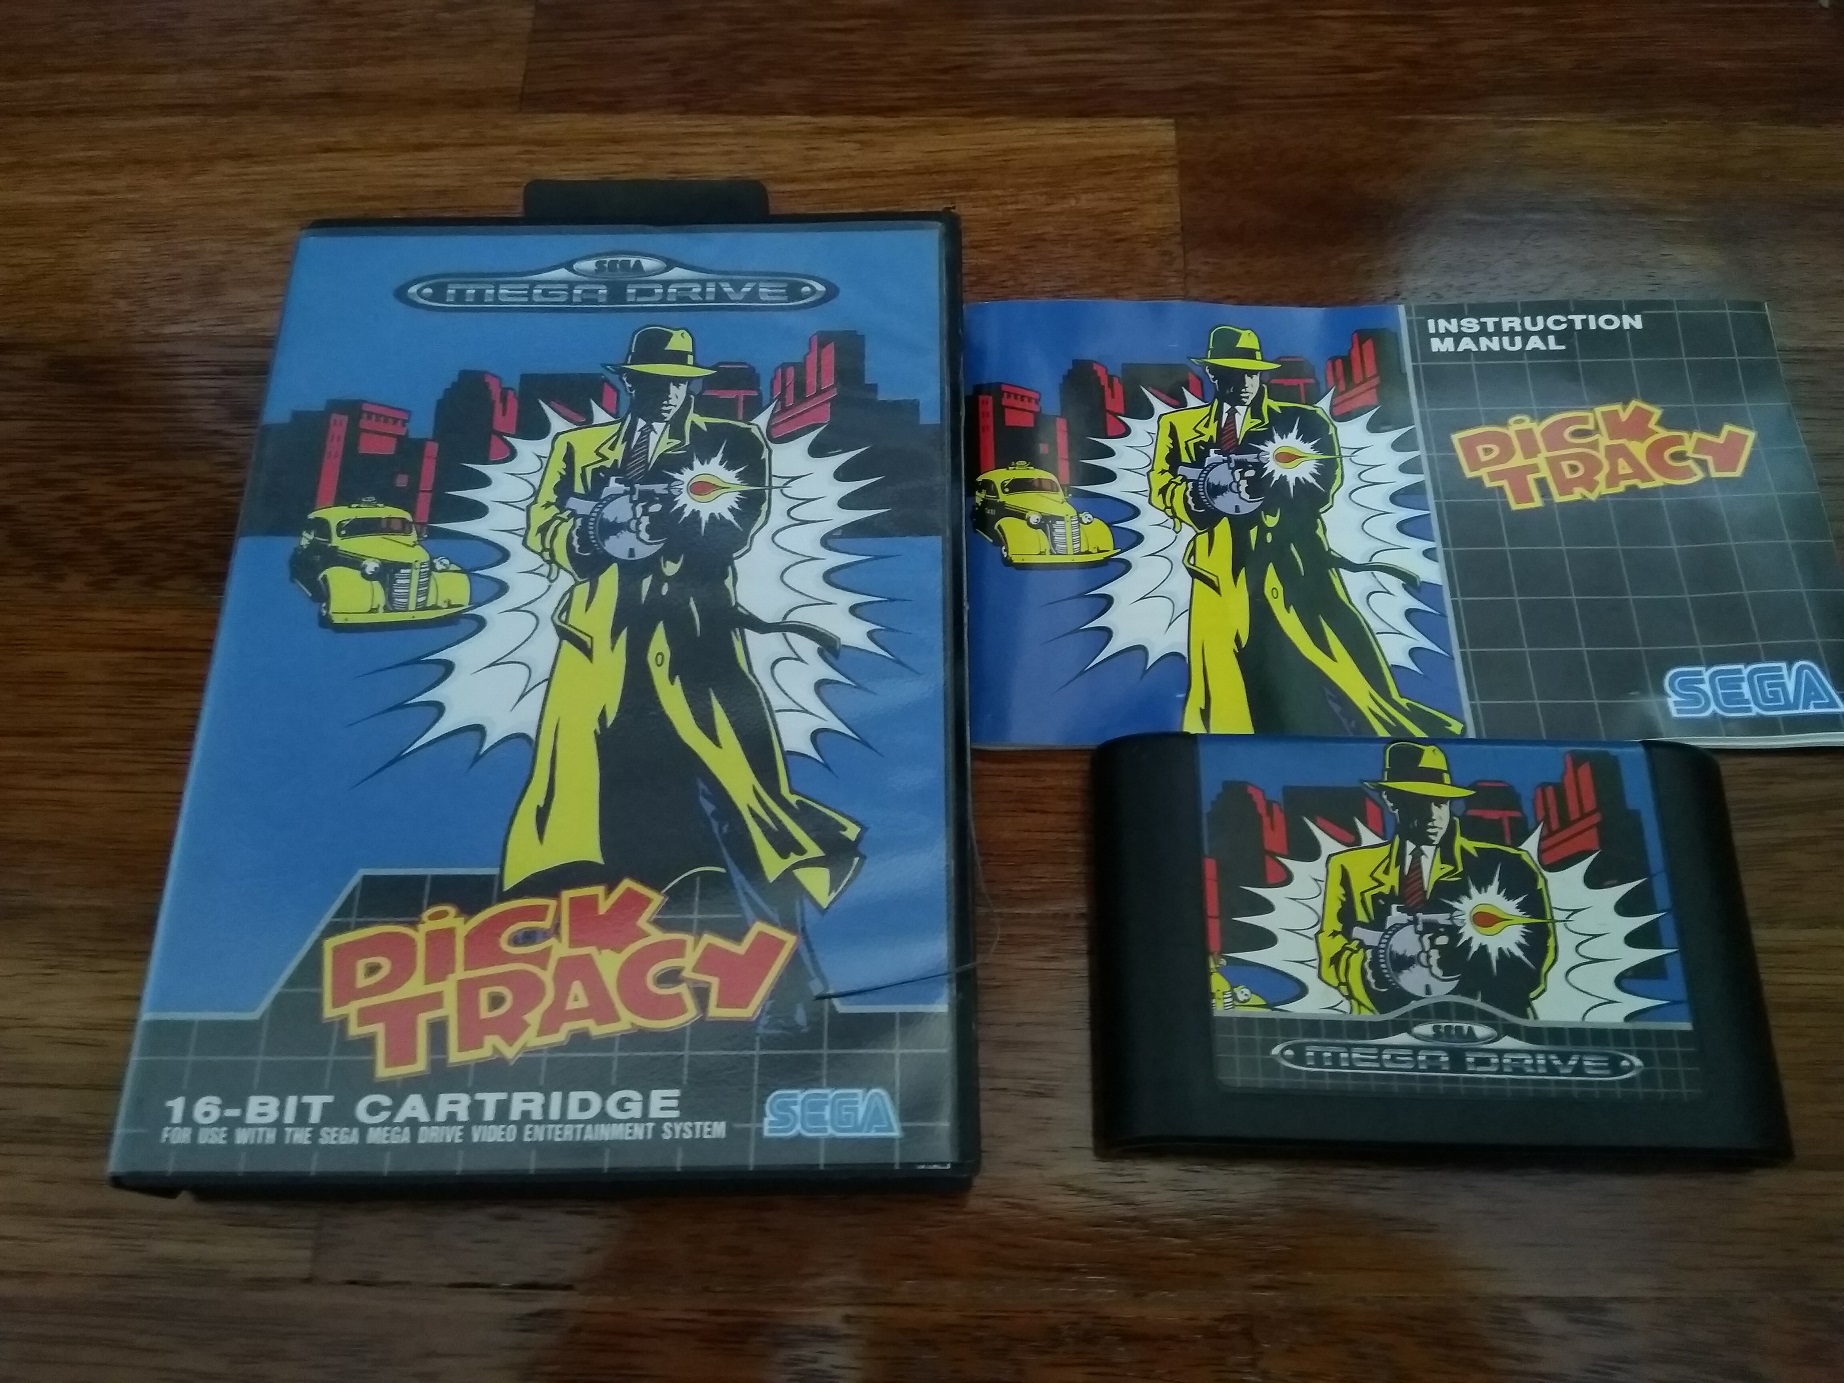 SEGA
MEGA DRIVE
DiCK
TRACY
16-BIT CARTRIDGE
FOR USE WITH THE SEGA MEGA DRIVE VIDEO ENTERTAINMENT SYSTEM
SEGA
INSTRUCTION
MANUAL
DiCK
TRACY
SEGA
SEGA
MEGA DRIVE